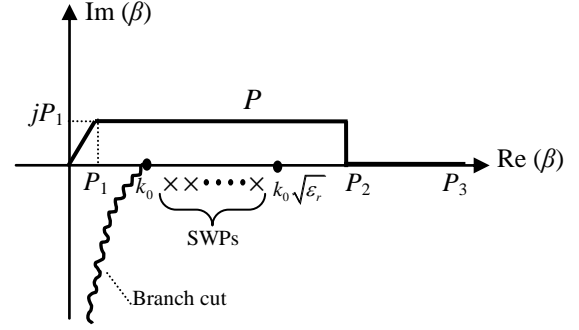 Im (β)
jP₁
P
Re (β)
P₁
k₀
k₀√εᵣ
P₂
P₃
SWPs
Branch cut